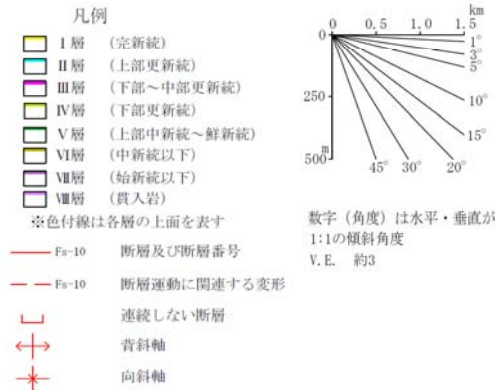 凡例
Ⅰ層 (完新統)
Ⅱ層 (上部更新統)
Ⅲ層 (下部～中部更新統)
Ⅳ層 (下部更新統)
Ⅴ層 (上部中新統～鮮新統)
Ⅵ層 (中新統以下)
Ⅶ層 (始新統以下)
Ⅷ層 (貫入岩)
※色付線は各層の上面を表す
Fs-10 断層及び断層番号
Fs-10 断層運動に関連する変形
連続しない断層
背斜軸
向斜軸
km
0 0.5 1.0 1.5
0
1°
3°
5°
10°
250
15°
m
500
45° 30° 20°
数字（角度）は水平・垂直が
1:1の傾斜角度
V.E. 約3